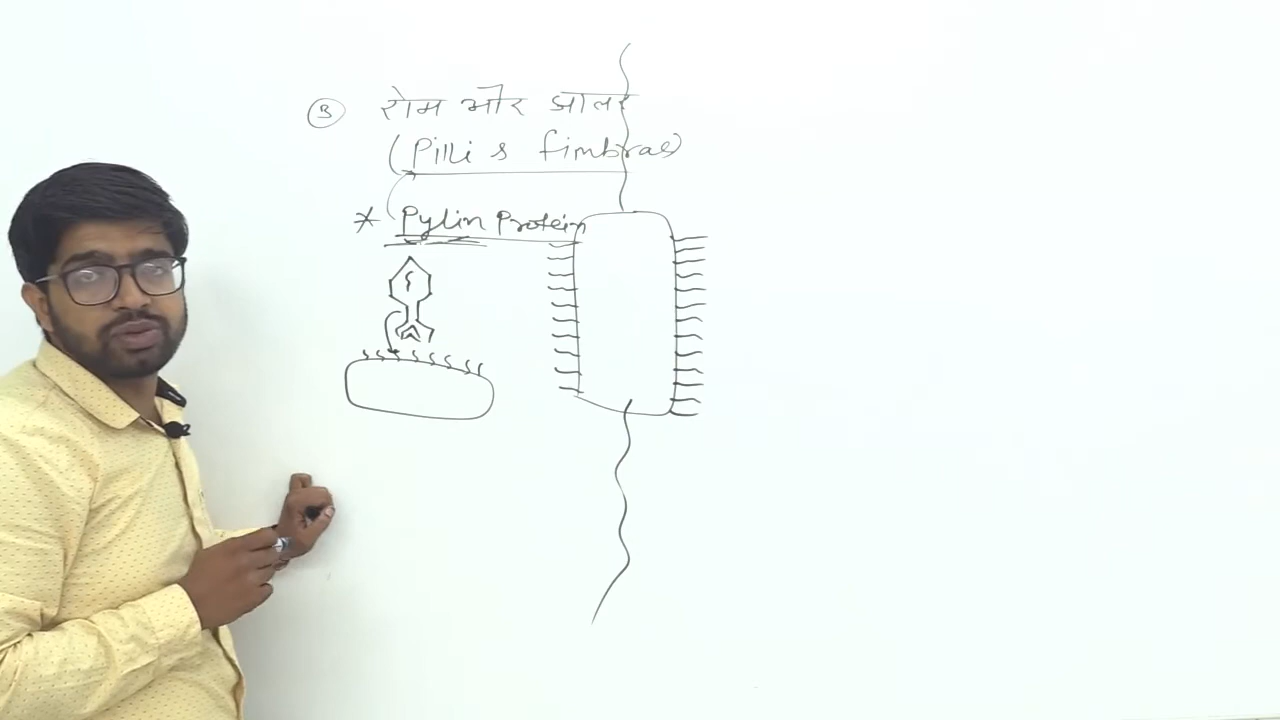 ③ रोम और झालर
(Pilli & fimbrae)
* Pylin Protein